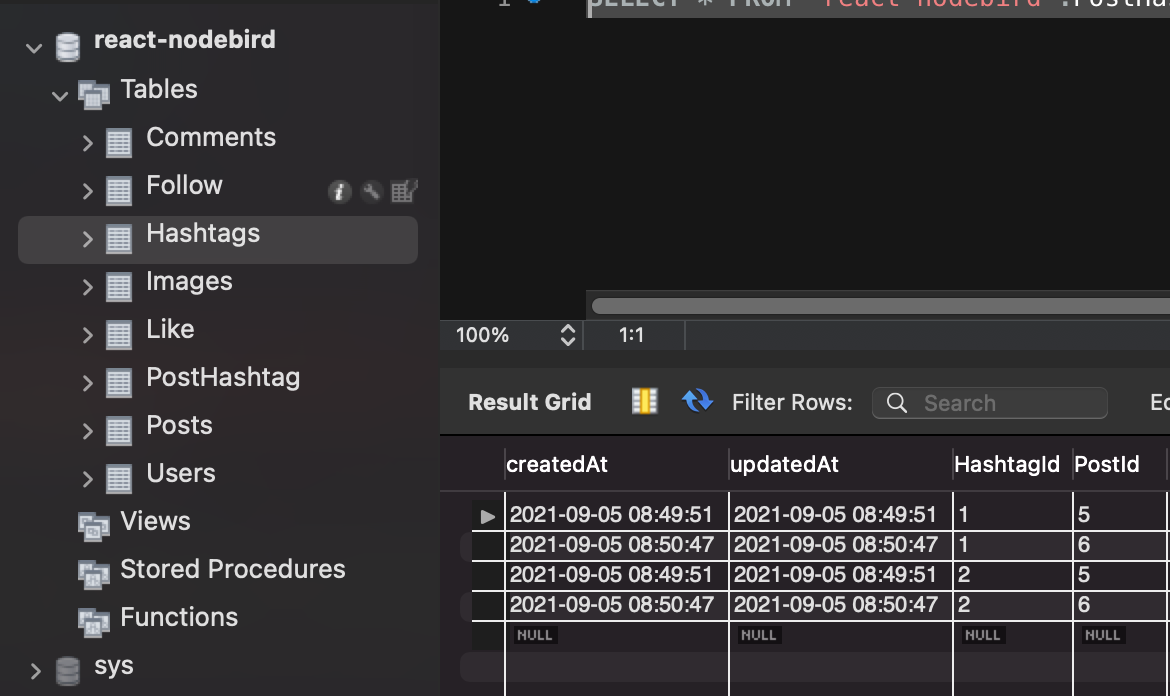 react-nodebird
Tables
Comments
Follow
Hashtags
Images
Like
PostHashtag
Posts
Users
Views
Stored Procedures
Functions
sys
1 SELECT * FROM
100% 1:1
Result Grid Filter Rows: Search
createdAt updatedAt HashtagId PostId
2021-09-05 08:49:51 2021-09-05 08:49:51 1 5
2021-09-05 08:50:47 2021-09-05 08:50:47 1 6
2021-09-05 08:49:51 2021-09-05 08:49:51 2 5
2021-09-05 08:50:47 2021-09-05 08:50:47 2 6
NULL NULL NULL NULL